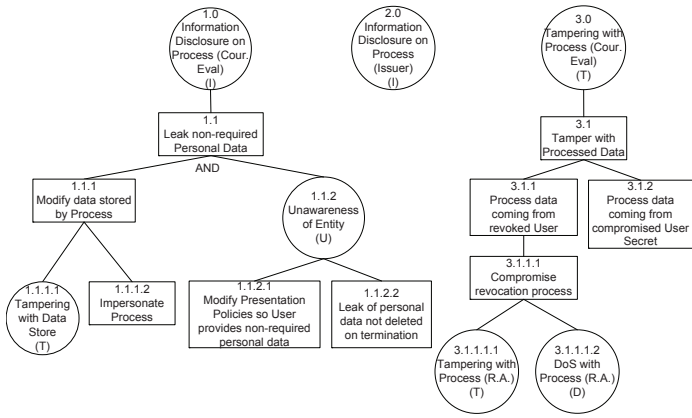 1.0
Information
Disclosure on
Process (Cour.
Eval)
(I)
2.0
Information
Disclosure on
Process
(Issuer)
(I)
3.0
Tampering with
Process (Cour.
Eval)
(T)
1.1
Leak non-required
Personal Data
AND
3.1
Tamper with
Processed Data
1.1.1
Modify data stored
by Process
1.1.2
Unawareness
of Entity
(U)
3.1.1
Process data
coming from
revoked User
3.1.2
Process data
coming from
compromised User
Secret
1.1.1.1
Tampering
with Data
Store
(T)
1.1.1.2
Impersonate
Process
1.1.2.1
Modify Presentation
Policies so User
provides non-required
personal data
1.1.2.2
Leak of personal
data not deleted
on termination
3.1.1.1
Compromise
revocation process
3.1.1.1.1
Tampering with
Process (R.A.)
(T)
3.1.1.1.2
DoS with
Process (R.A.)
(D)